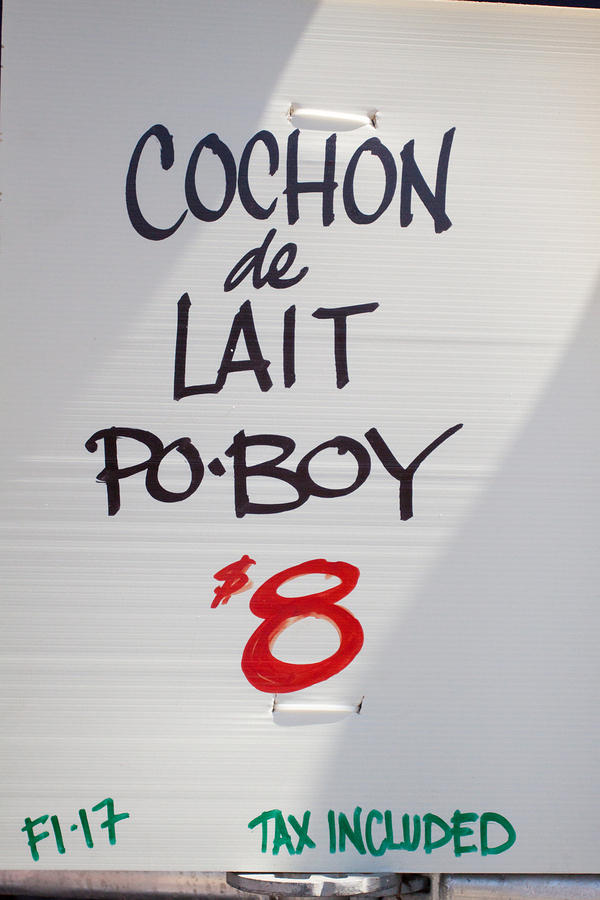 COCHON
de
LAIT
PO·BOY
$8
F1·17 TAX INCLUDED